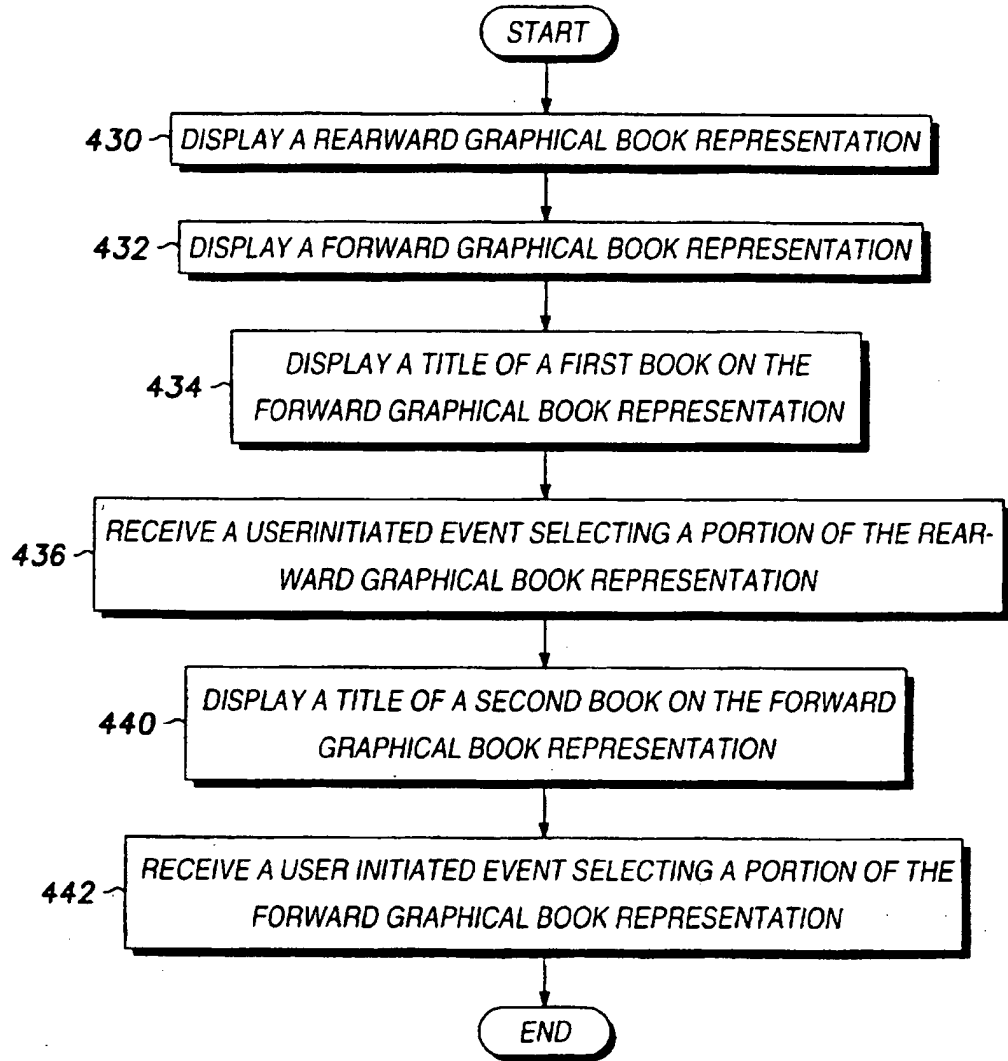 START
430 DISPLAY A REARWARD GRAPHICAL BOOK REPRESENTATION
432 DISPLAY A FORWARD GRAPHICAL BOOK REPRESENTATION
DISPLAY A TITLE OF A FIRST BOOK ON THE
434 FORWARD GRAPHICAL BOOK REPRESENTATION
RECEIVE A USERINITIATED EVENT SELECTING A PORTION OF THE REAR-
436 WARD GRAPHICAL BOOK REPRESENTATION
DISPLAY A TITLE OF A SECOND BOOK ON THE FORWARD
440 GRAPHICAL BOOK REPRESENTATION
RECEIVE A USER INITIATED EVENT SELECTING A PORTION OF THE
442 FORWARD GRAPHICAL BOOK REPRESENTATION
END